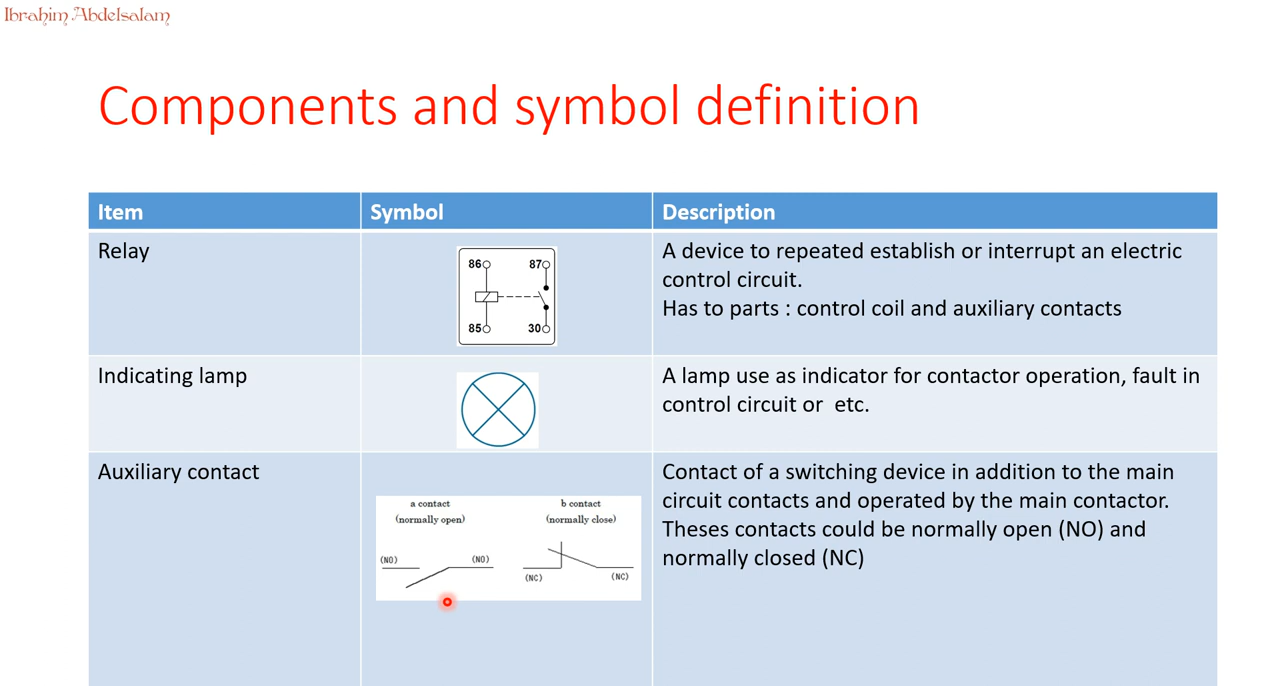 Ibrahim Abdelsalam
Components and symbol definition
Item
Symbol
Description
Relay
86
87
85
30
A device to repeated establish or interrupt an electric
control circuit.
Has to parts : control coil and auxiliary contacts
Indicating lamp
A lamp use as indicator for contactor operation, fault in
control circuit or etc.
Auxiliary contact
a contact
(normally open)
b contact
(normally close)
(NO)
(NO)
(NC)
(NC)
Contact of a switching device in addition to the main
circuit contacts and operated by the main contactor.
Theses contacts could be normally open (NO) and
normally closed (NC)